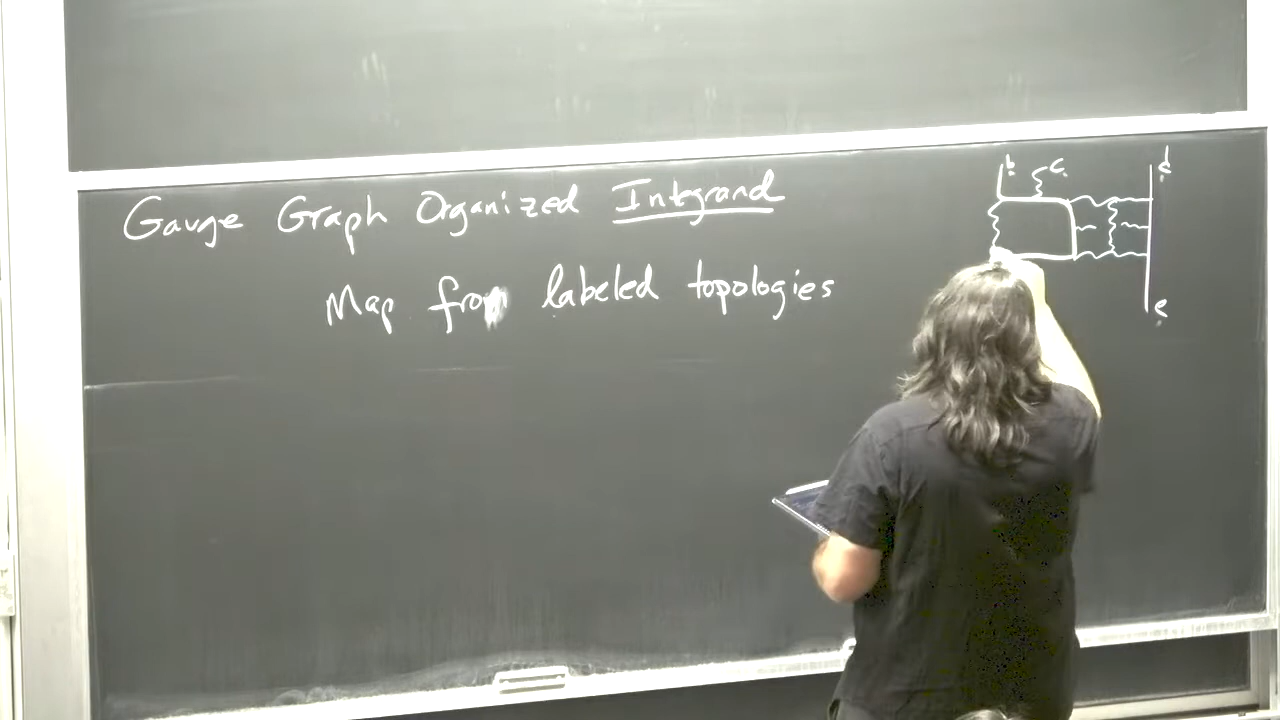 Gauge Graph Organized Integrand
Map from labeled topologies
b c d
e